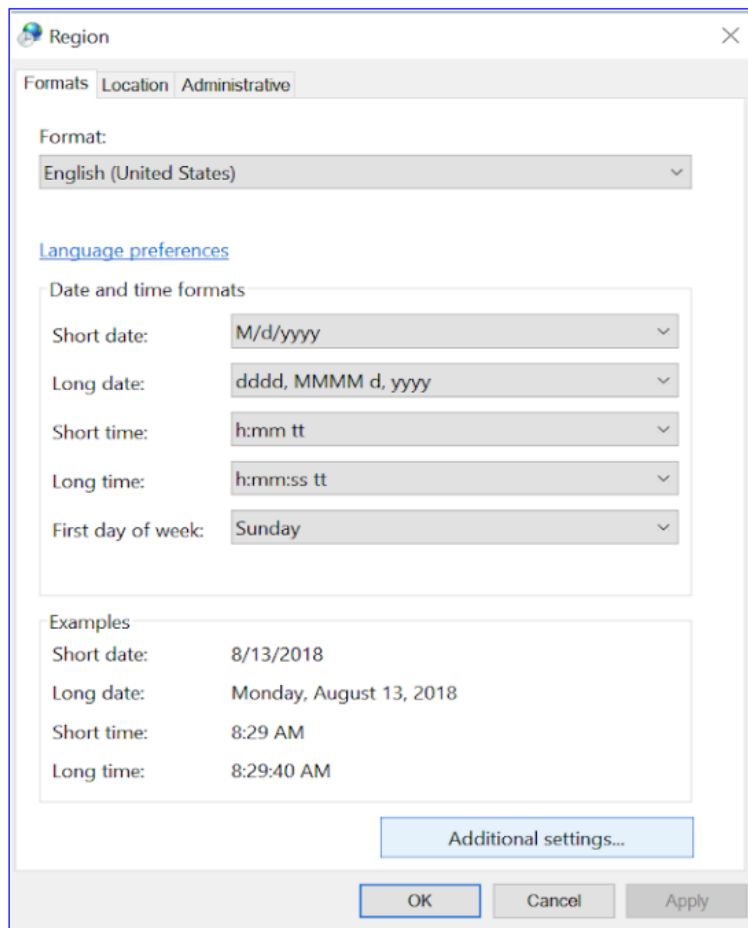 Region
Formats Location Administrative
Format:
English (United States)
Language preferences
Date and time formats
Short date: M/d/yyyy
Long date: dddd, MMMM d, yyyy
Short time: h:mm tt
Long time: h:mm:ss tt
First day of week: Sunday
Examples
Short date: 8/13/2018
Long date: Monday, August 13, 2018
Short time: 8:29 AM
Long time: 8:29:40 AM
Additional settings...
OK Cancel Apply